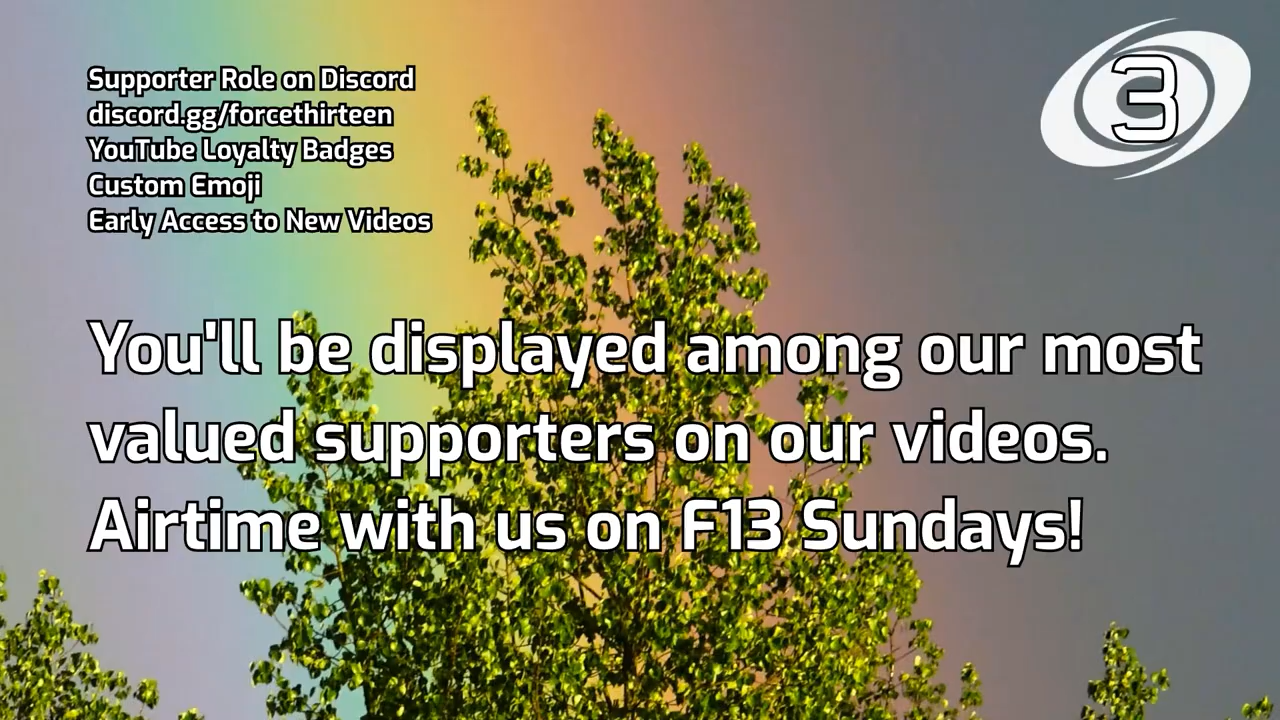 Supporter Role on Discord
discord.gg/forcethirteen
YouTube Loyalty Badges
Custom Emoji
Early Access to New Videos
3
You'll be displayed among our most
valued supporters on our videos.
Airtime with us on F13 Sundays!